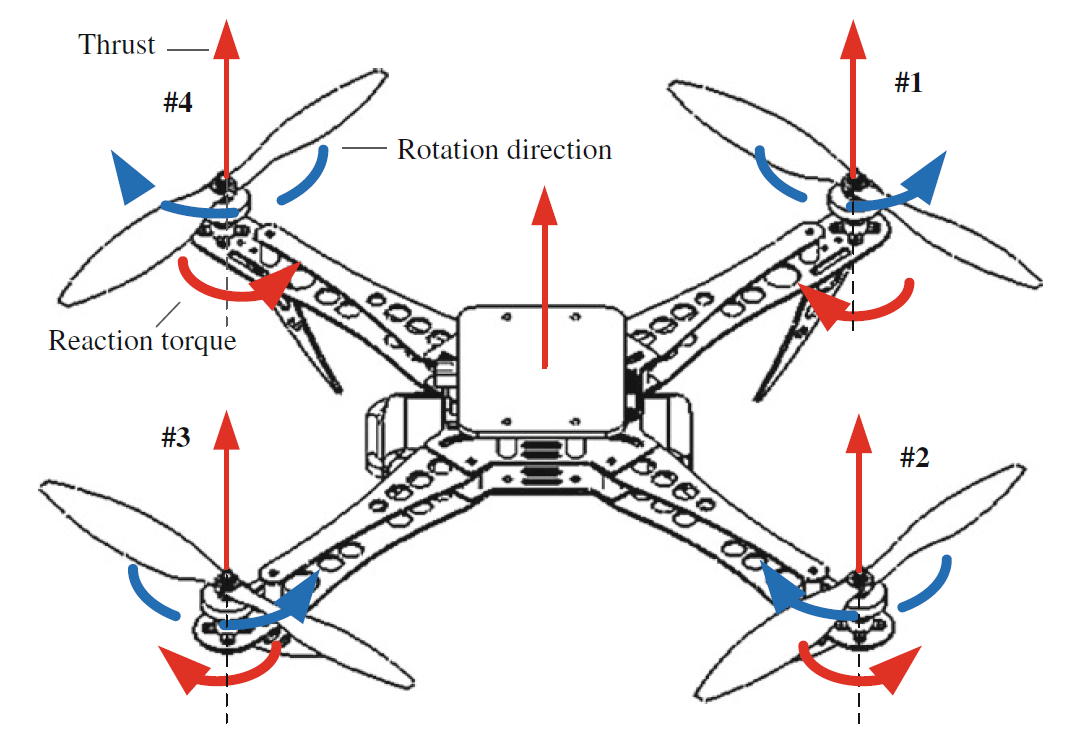 Thrust
#4
#1
Rotation direction
Reaction torque
#3
#2